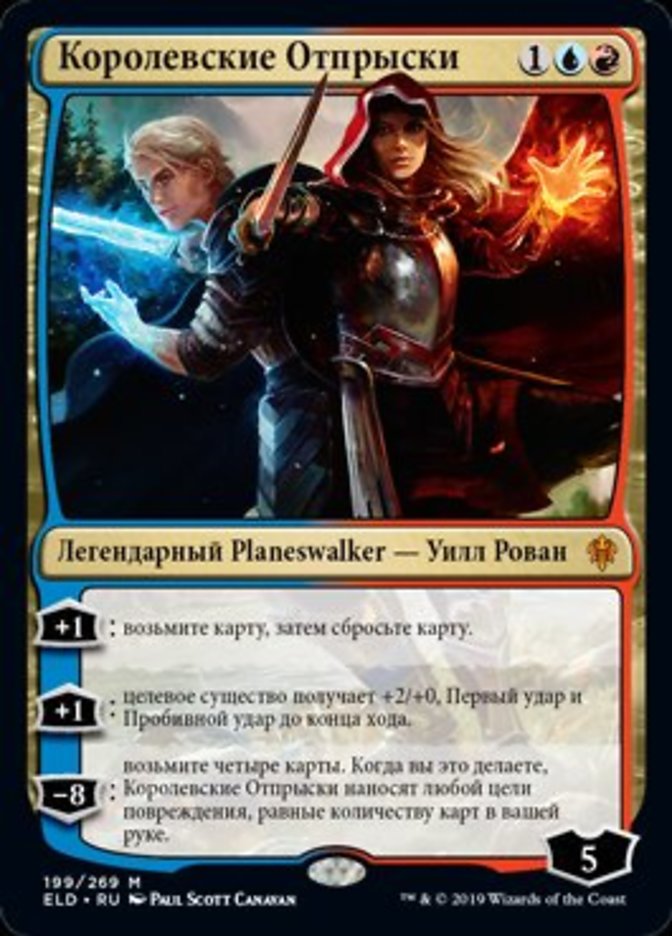 Королевские Отпрыски 1
Легендарный Planeswalker — Уилл Рован
+1 : возьмите карту, затем сбросьте карту.
+1 : целевое существо получает +2/+0, Первый удар и
Пробивной удар до конца хода.
−8 : возьмите четыре карты. Когда вы это делаете,
Королевские Отпрыски наносят любой цели
повреждения, равные количеству карт в вашей
руке.
5
199/269 M
ELD • RU Paul Scott Canavan
™ & © 2019 Wizards of the Coast